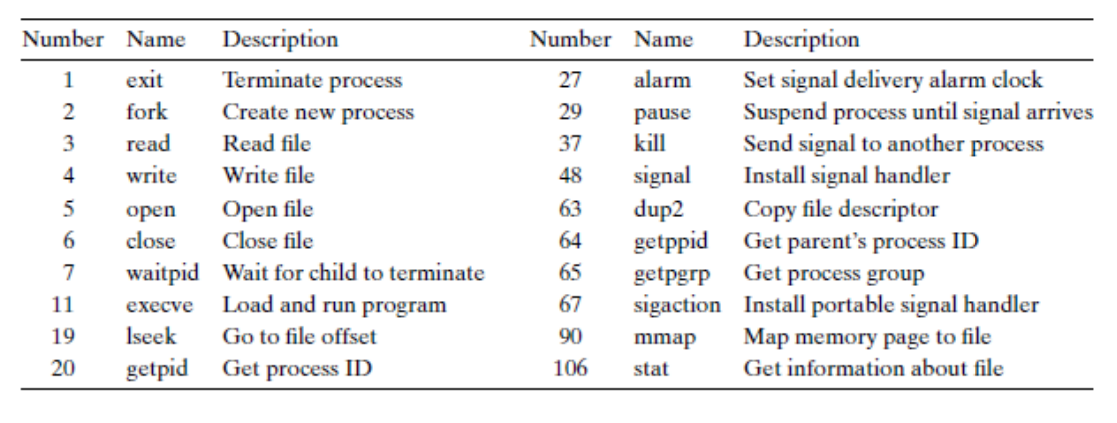 Number Name Description Number Name Description
1 exit Terminate process 27 alarm Set signal delivery alarm clock
2 fork Create new process 29 pause Suspend process until signal arrives
3 read Read file 37 kill Send signal to another process
4 write Write file 48 signal Install signal handler
5 open Open file 63 dup2 Copy file descriptor
6 close Close file 64 getppid Get parent's process ID
7 waitpid Wait for child to terminate 65 getpgrp Get process group
11 execve Load and run program 67 sigaction Install portable signal handler
19 lseek Go to file offset 90 mmap Map memory page to file
20 getpid Get process ID 106 stat Get information about file